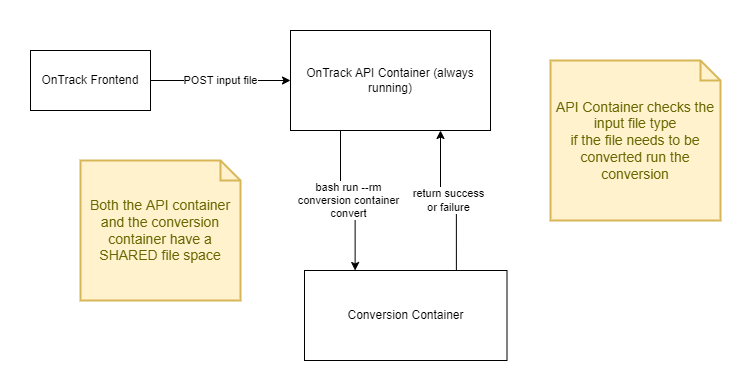 OnTrack Frontend
POST input file
OnTrack API Container (always
running)
API Container checks the
input file type
if the file needs to be
converted run the
conversion
Both the API container
and the conversion
container have a
SHARED file space
bash run --rm
conversion container
convert
return success
or failure
Conversion Container